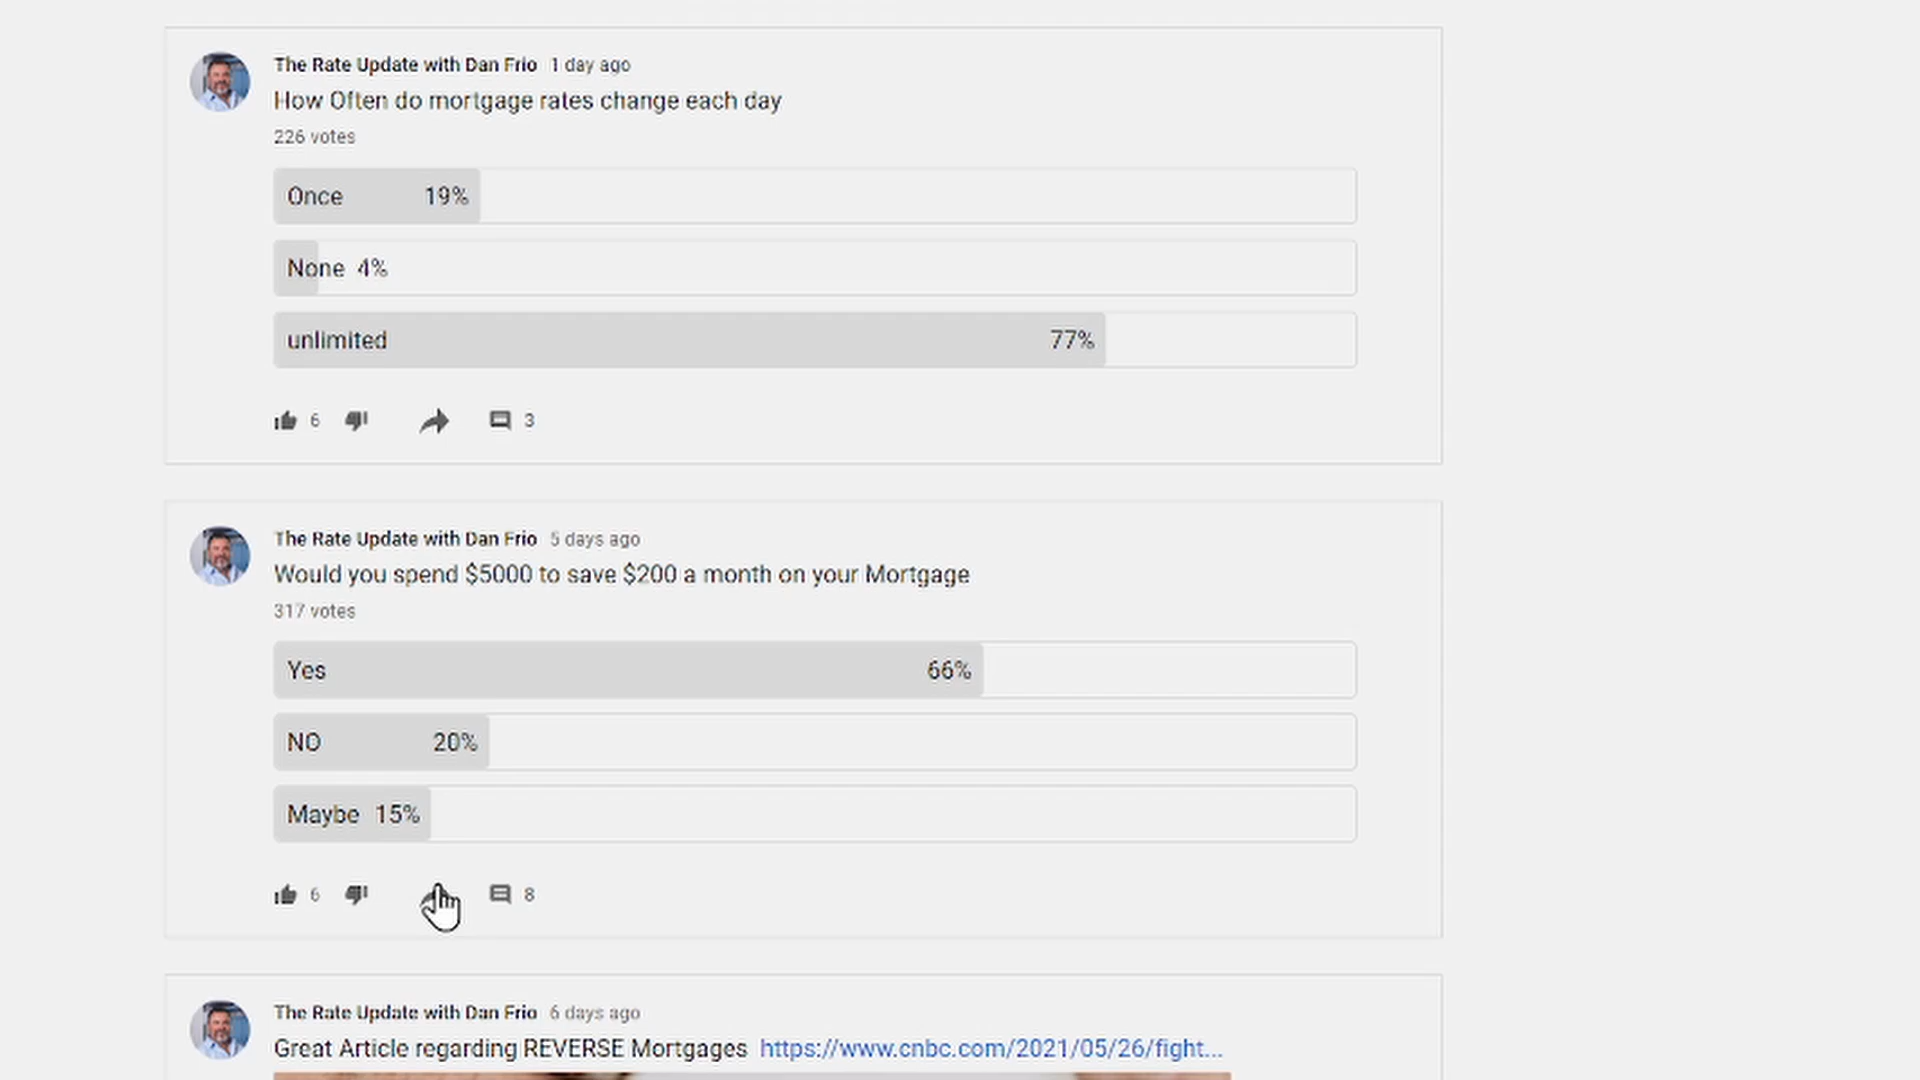 The Rate Update with Dan Frio 1 day ago
How Often do mortgage rates change each day
226 votes
Once 19%
None 4%
unlimited 77%
6 3
The Rate Update with Dan Frio 5 days ago
Would you spend $5000 to save $200 a month on your Mortgage
317 votes
Yes 66%
NO 20%
Maybe 15%
6 8
The Rate Update with Dan Frio 6 days ago
Great Article regarding REVERSE Mortgages https://www.cnbc.com/2021/05/26/fight...